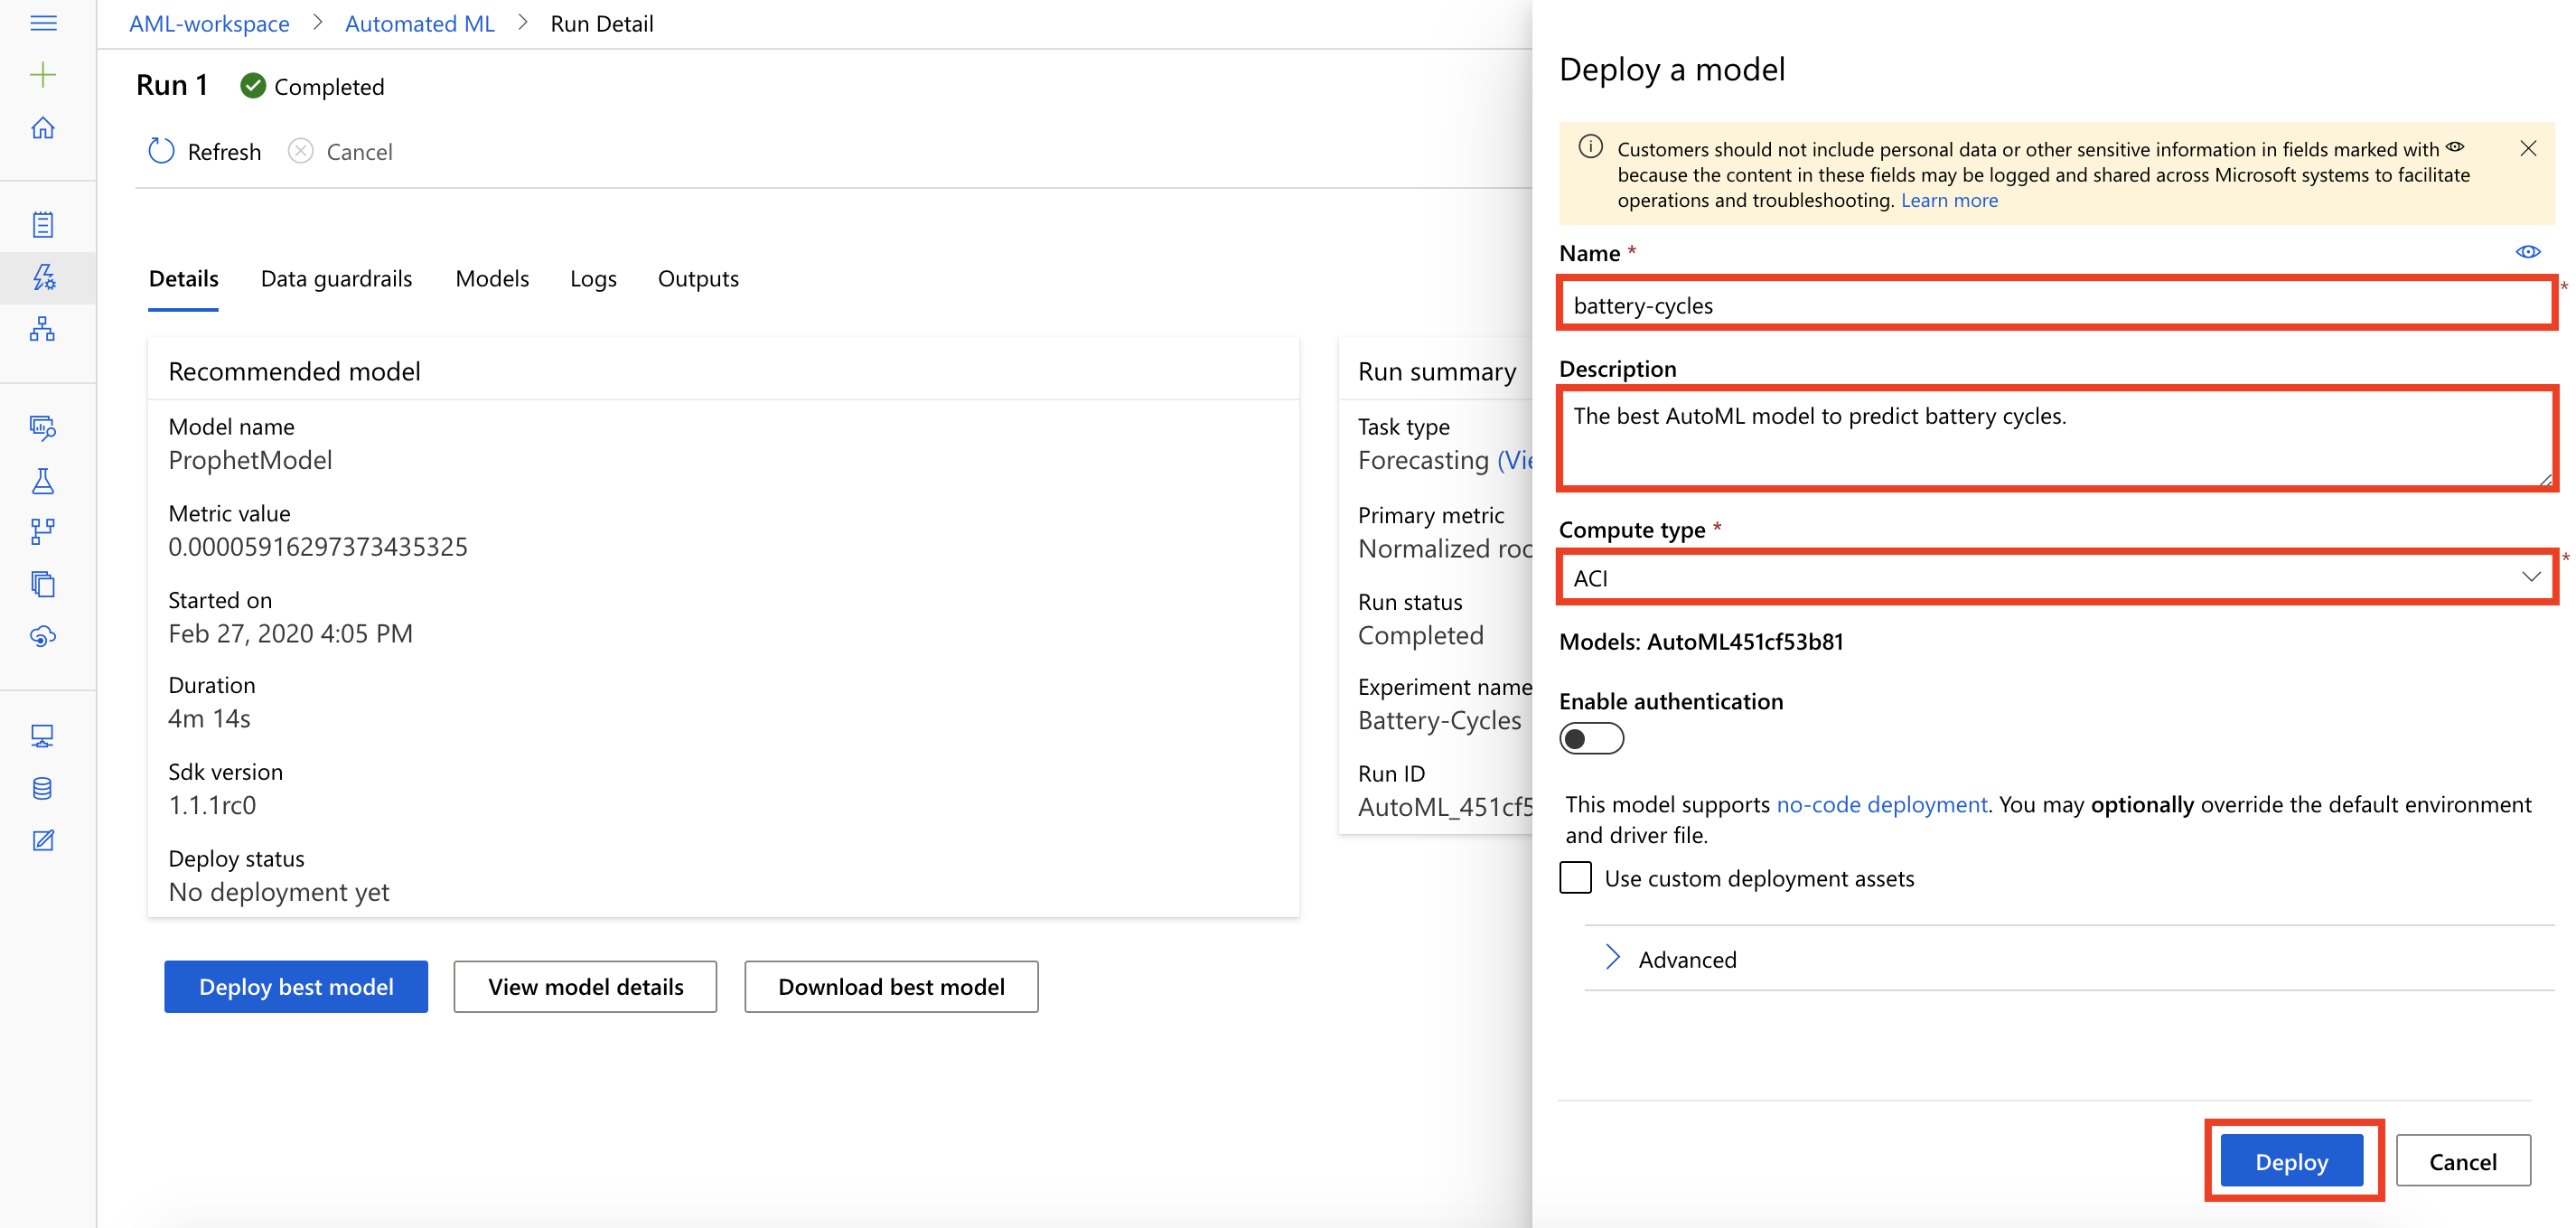 AML-workspace > Automated ML > Run Detail
Run 1 Completed
Refresh Cancel
Details Data guardrails Models Logs Outputs
Recommended model
Model name
ProphetModel
Metric value
0.00005916297373435325
Started on
Feb 27, 2020 4:05 PM
Duration
4m 14s
Sdk version
1.1.1rc0
Deploy status
No deployment yet
Deploy best model View model details Download best model
Run summary
Task type
Forecasting (Vie
Primary metric
Normalized roo
Run status
Completed
Experiment name
Battery-Cycles
Run ID
AutoML_451cf5
Deploy a model
Customers should not include personal data or other sensitive information in fields marked with
because the content in these fields may be logged and shared across Microsoft systems to facilitate
operations and troubleshooting. Learn more
Name *
battery-cycles *
Description
The best AutoML model to predict battery cycles.
Compute type *
ACI *
Models: AutoML451cf53b81
Enable authentication
This model supports no-code deployment. You may optionally override the default environment
and driver file.
Use custom deployment assets
Advanced
Deploy Cancel